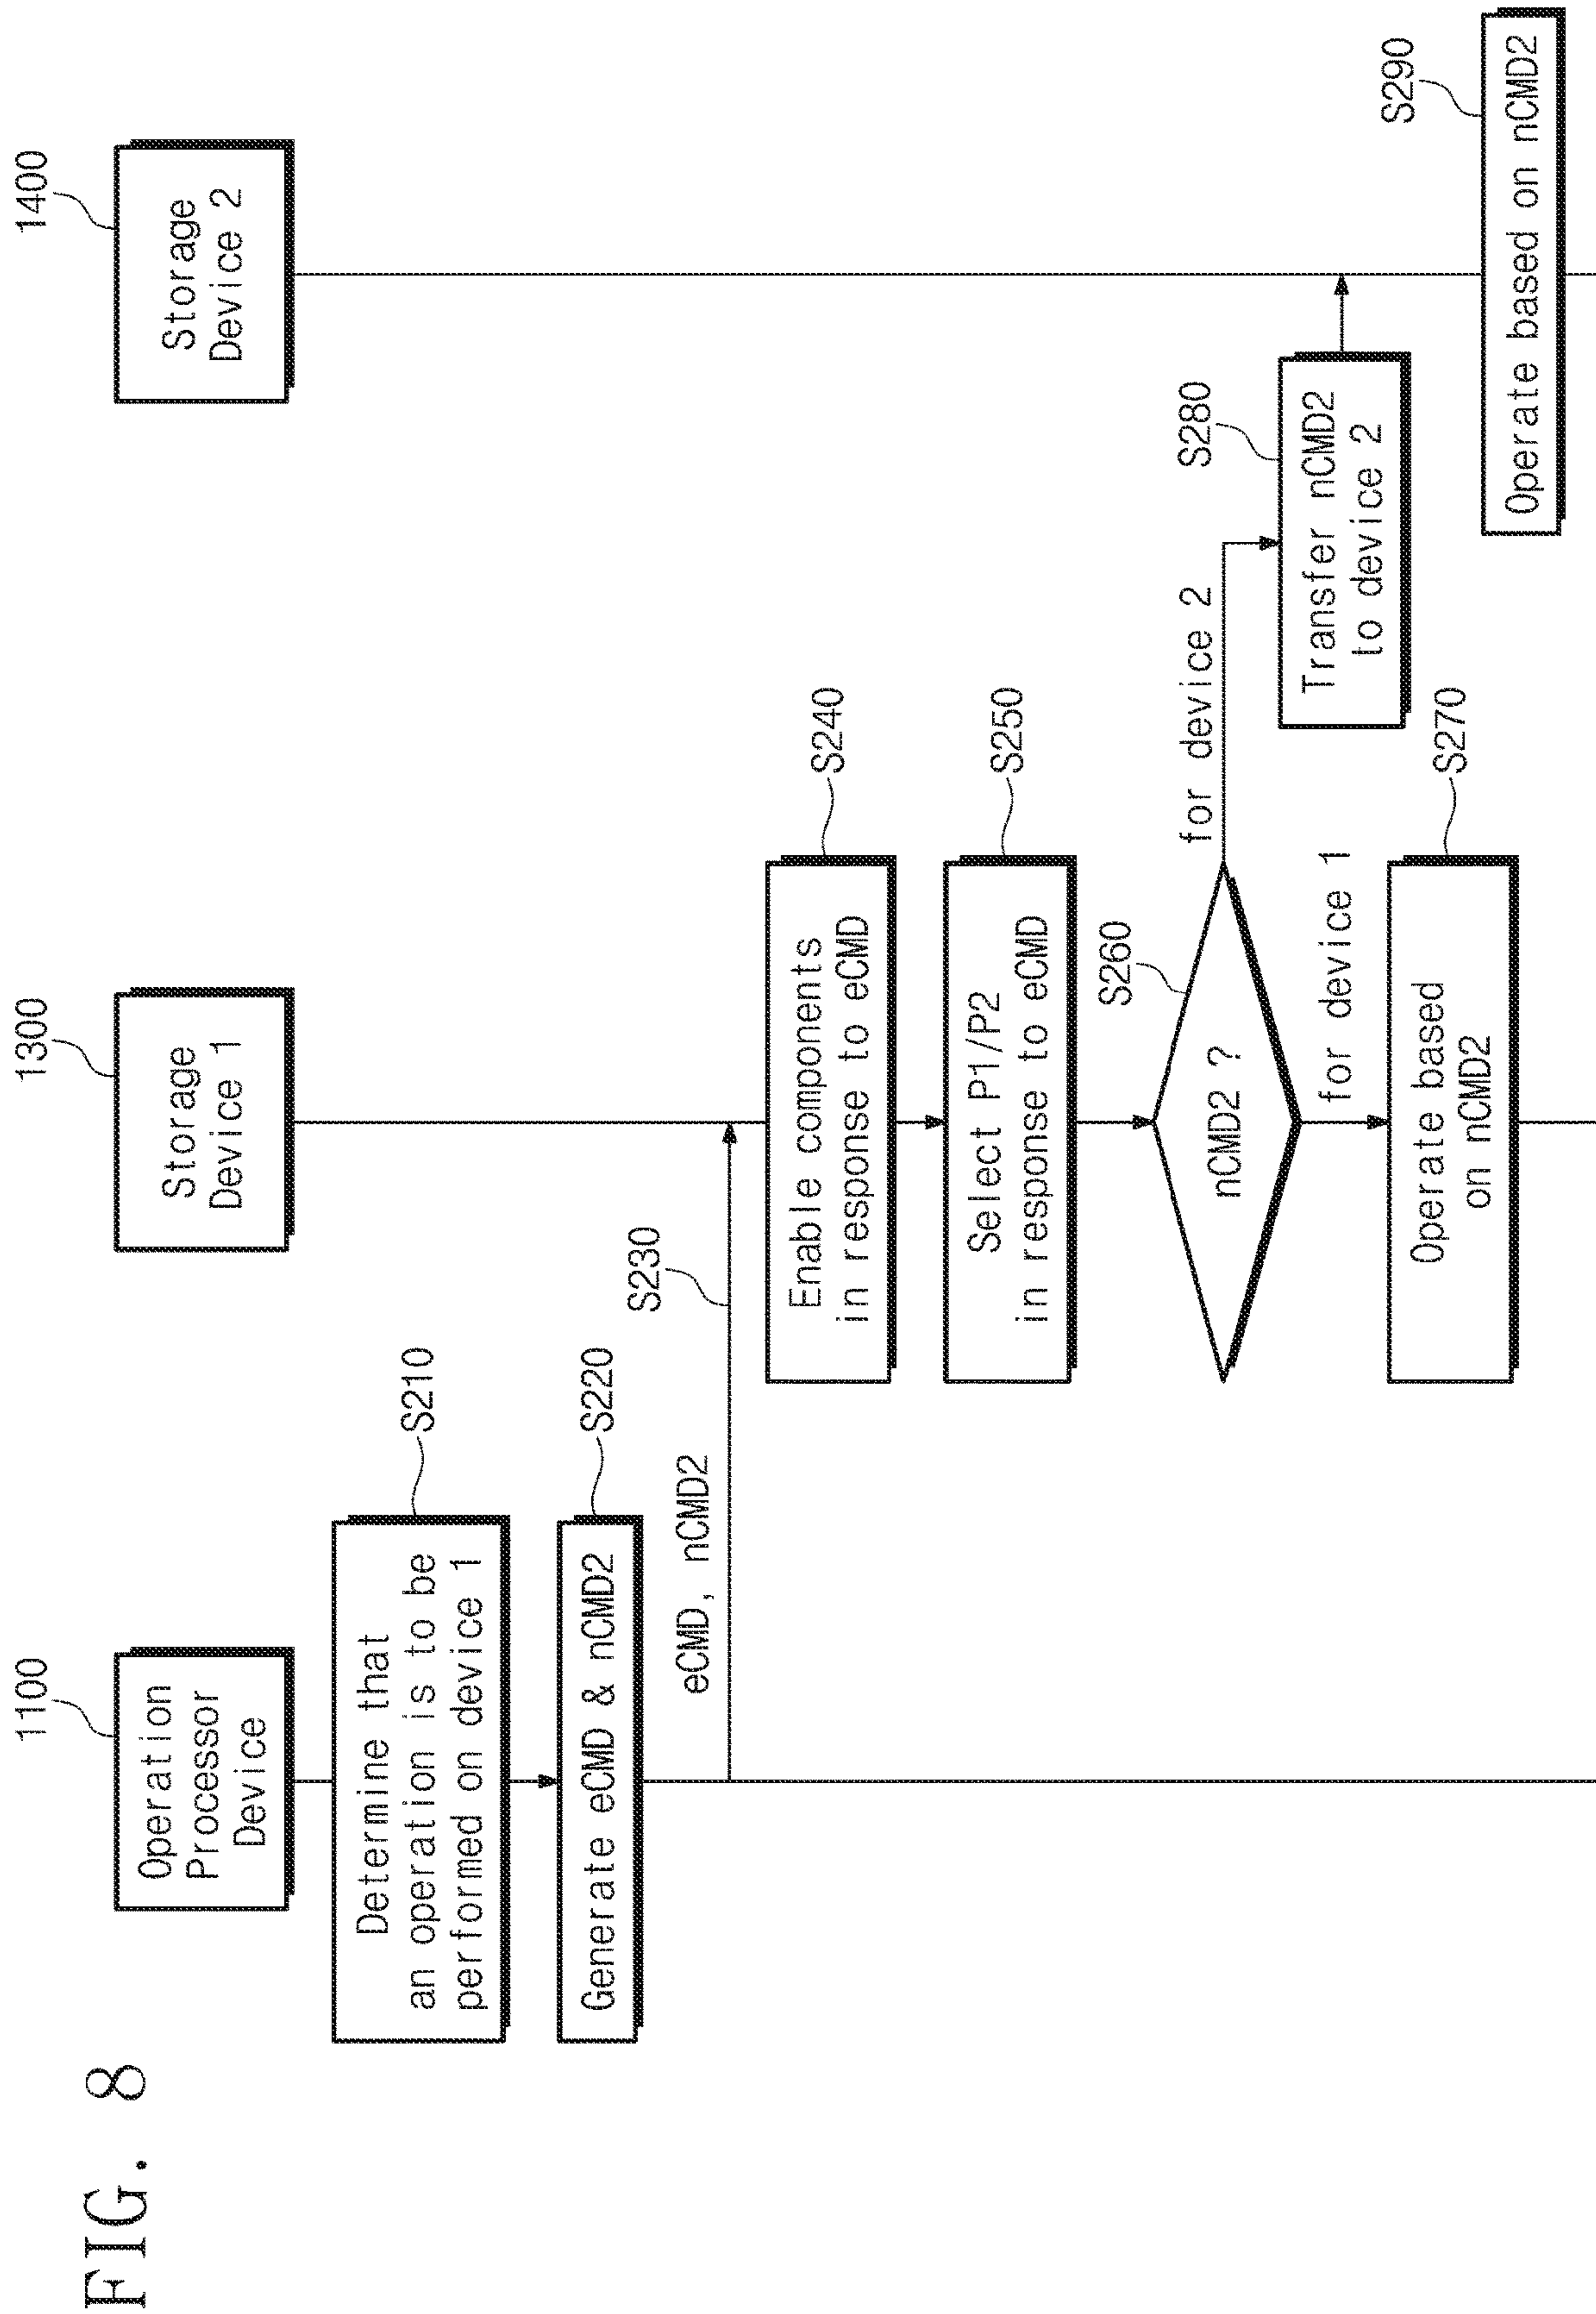 FIG. 8
1100
Operation
Processor
Device
1300
Storage
Device 1
1400
Storage
Device 2
Determine that
an operation is to be
performed on device 1
S210
Generate eCMD & nCMD2
S220
eCMD, nCMD2
S230
Enable components
in response to eCMD
S240
Select P1/P2
in response to eCMD
S250
nCMD2 ?
S260
for device 2
for device 1
Transfer nCMD2
to device 2
S280
Operate based
on nCMD2
S270
Operate based on nCMD2
S290